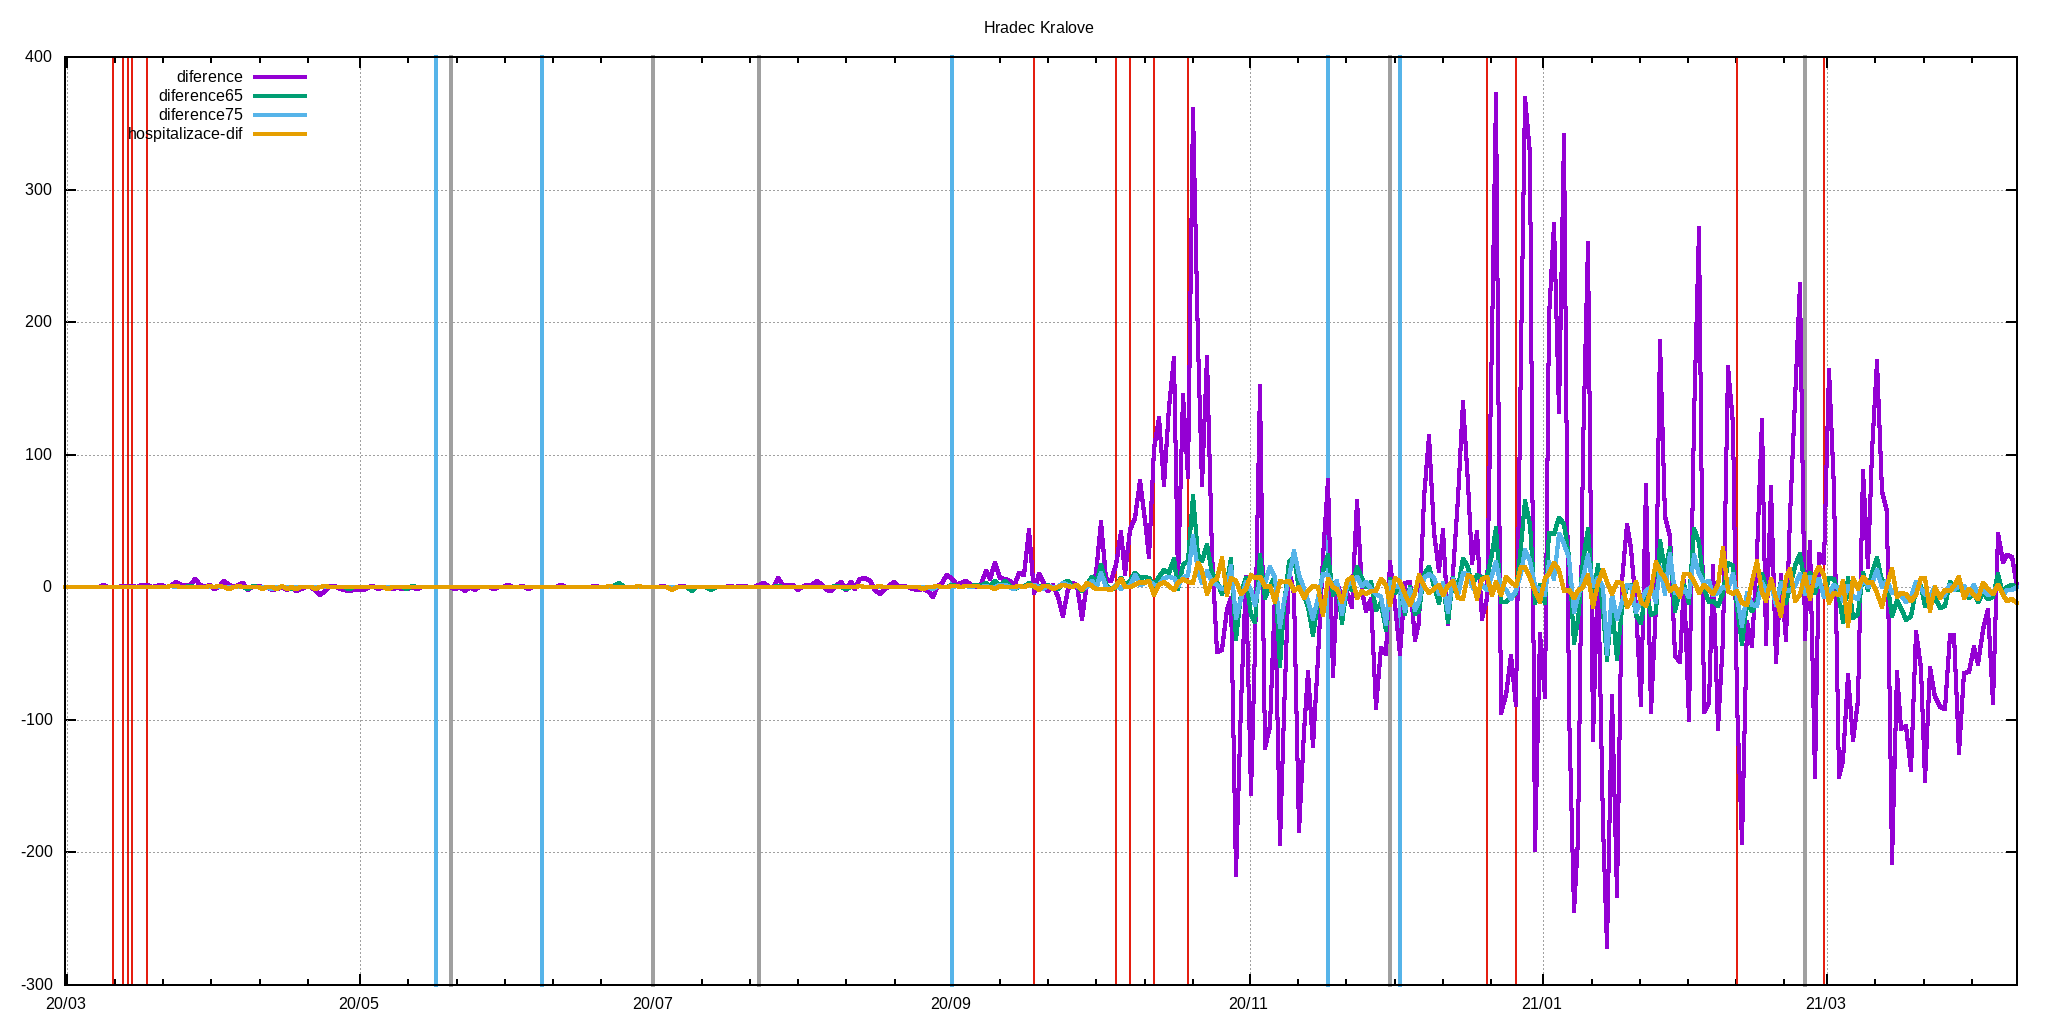 Hradec Kralove
400
300
200
100
0
-100
-200
-300
diference
diference65
diference75
hospitalizace-dif
20/03 20/05 20/07 20/09 20/11 21/01 21/03